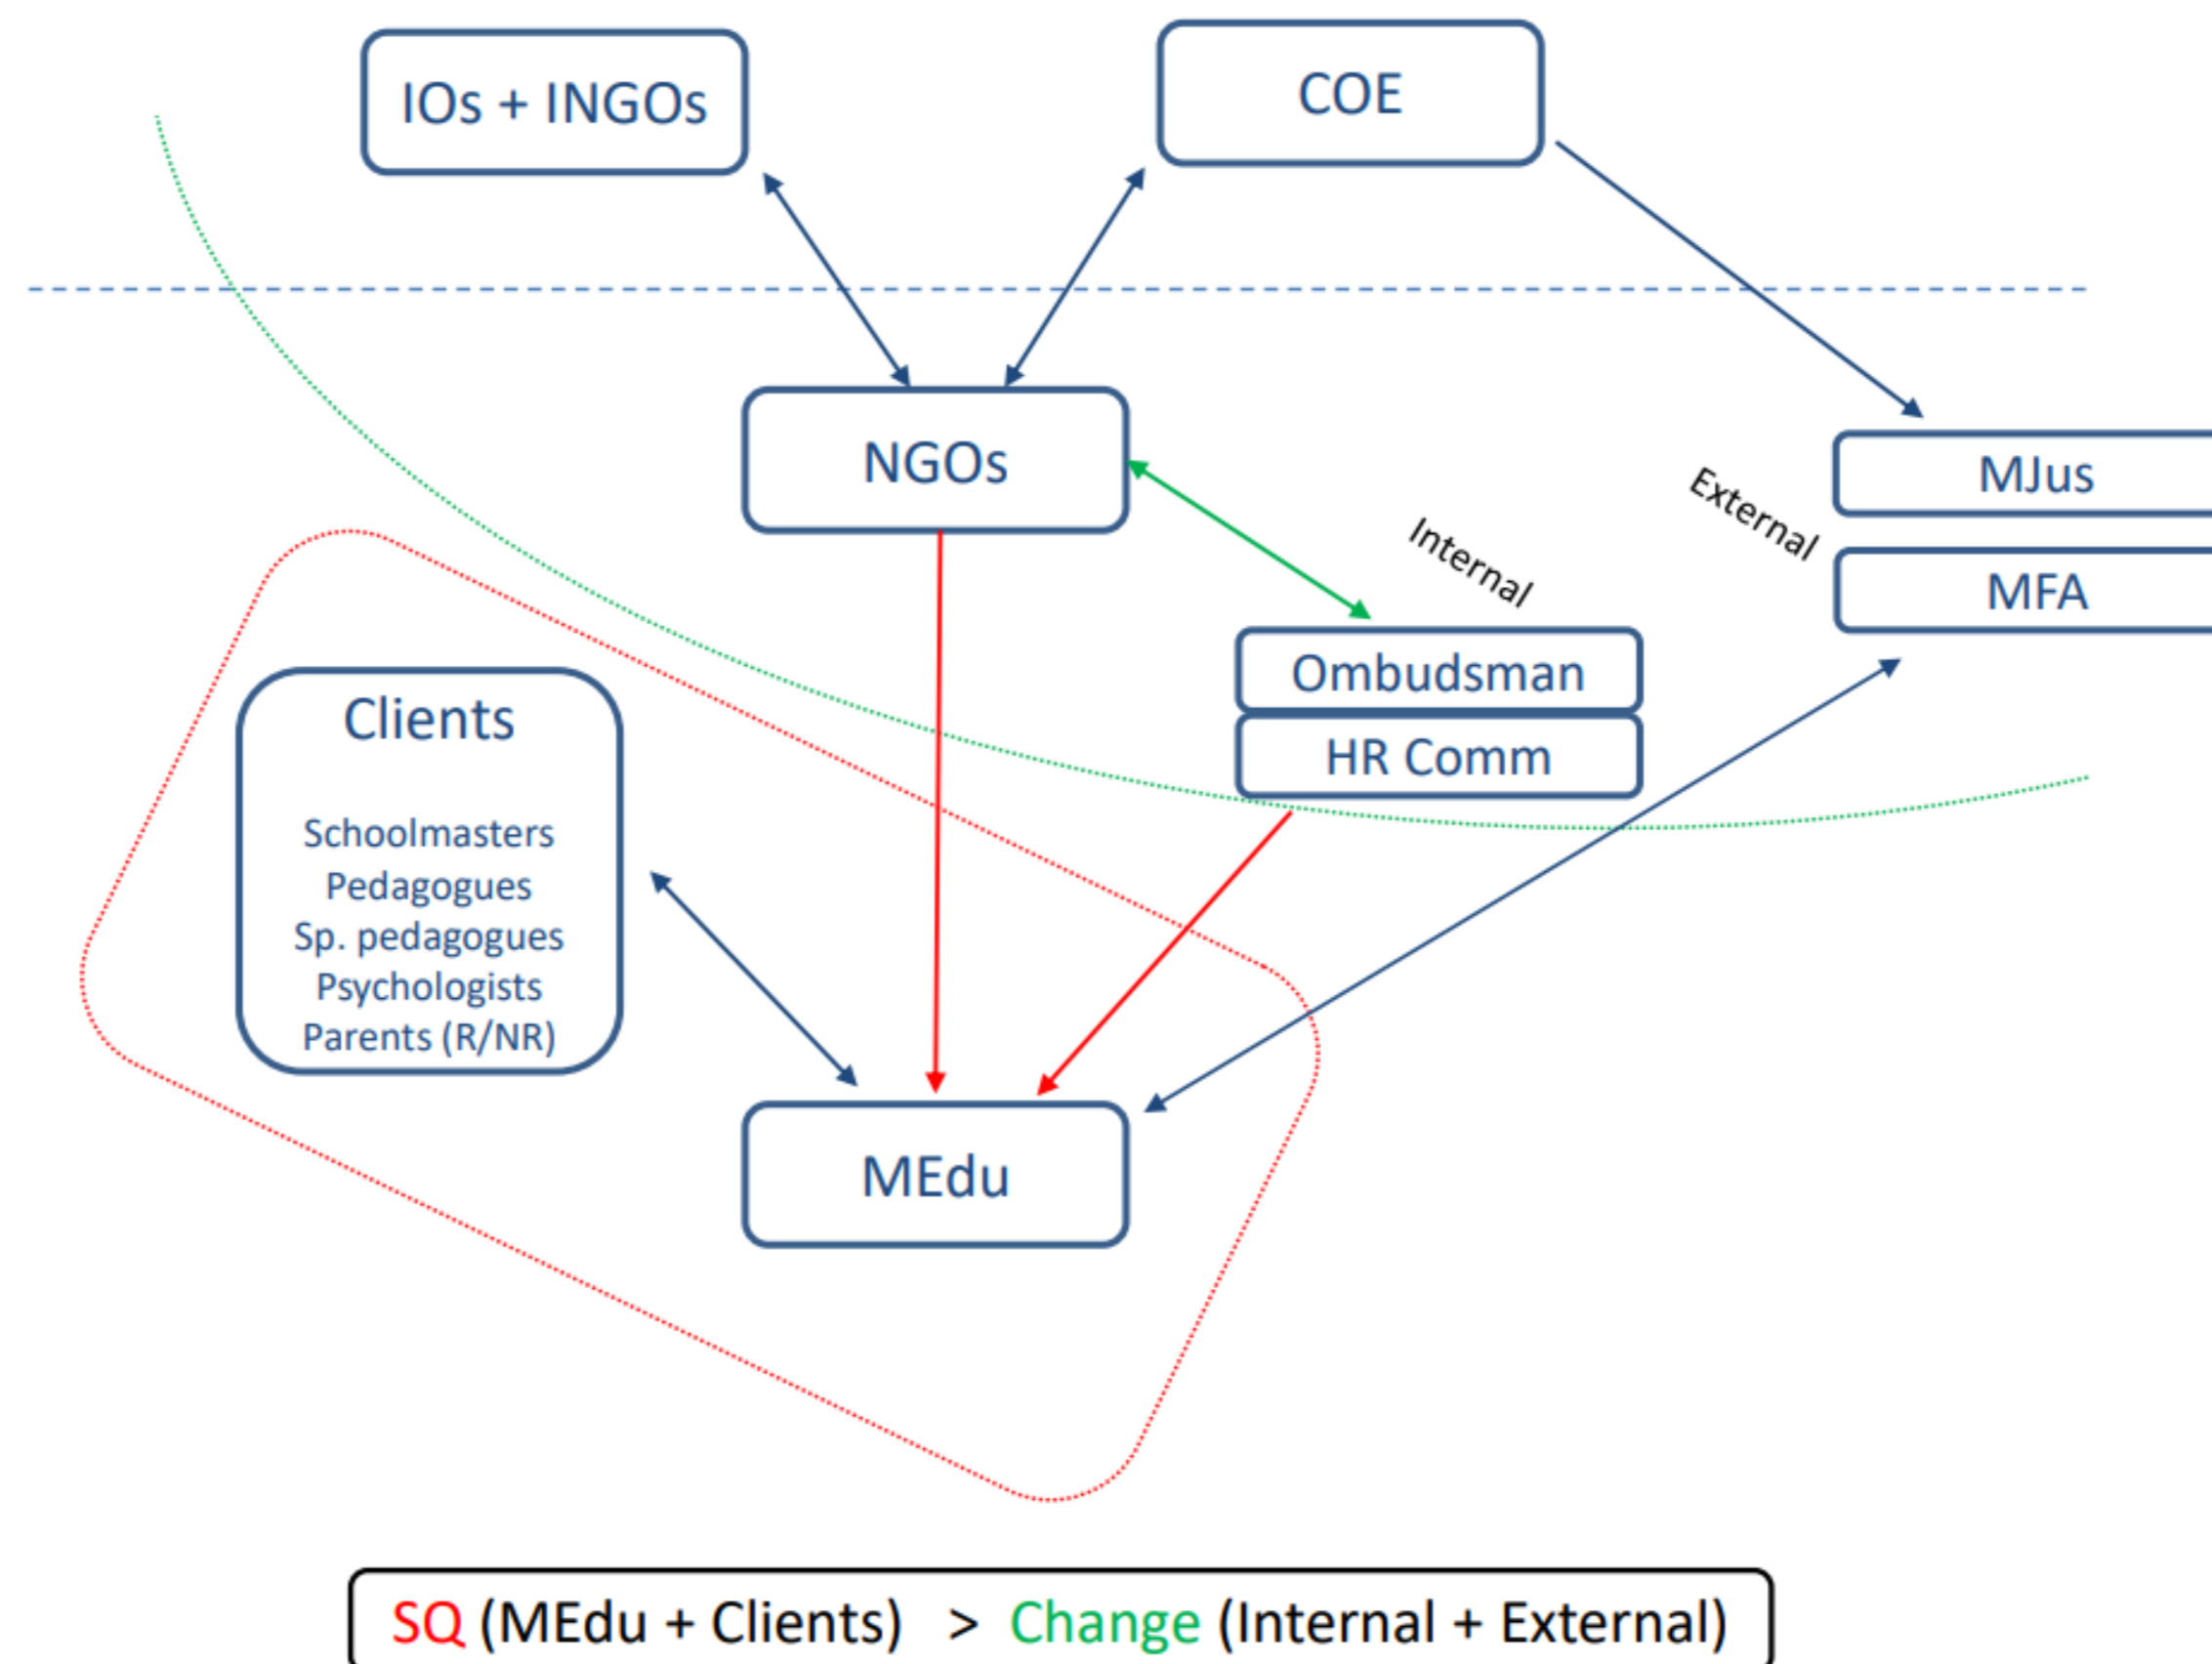 IOs + INGOs
COE
NGOs
MJus
External
Internal
MFA
Ombudsman
HR Comm
Clients
Schoolmasters
Pedagogues
Sp. pedagogues
Psychologists
Parents (R/NR)
MEdu
SQ (MEdu + Clients) > Change (Internal + External)